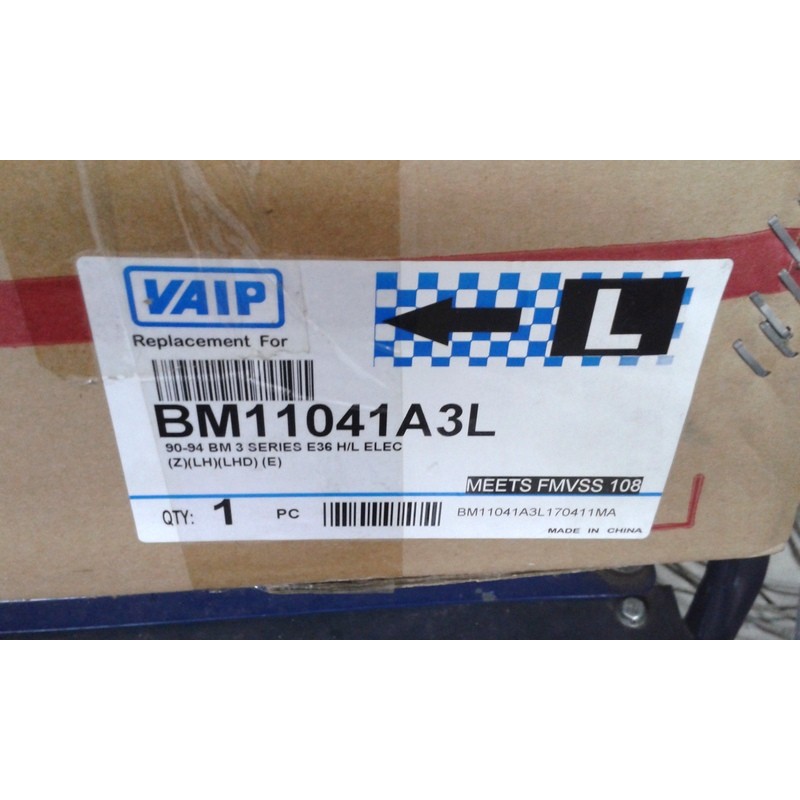 VAIP
Replacement For
L
BM11041A3L
90-94 BM 3 SERIES E36 H/L ELEC
(Z)(LH)(LHD)(E)
MEETS FMVSS 108
QTY: 1 PC
BM11041A3L170411MA
MADE IN CHINA